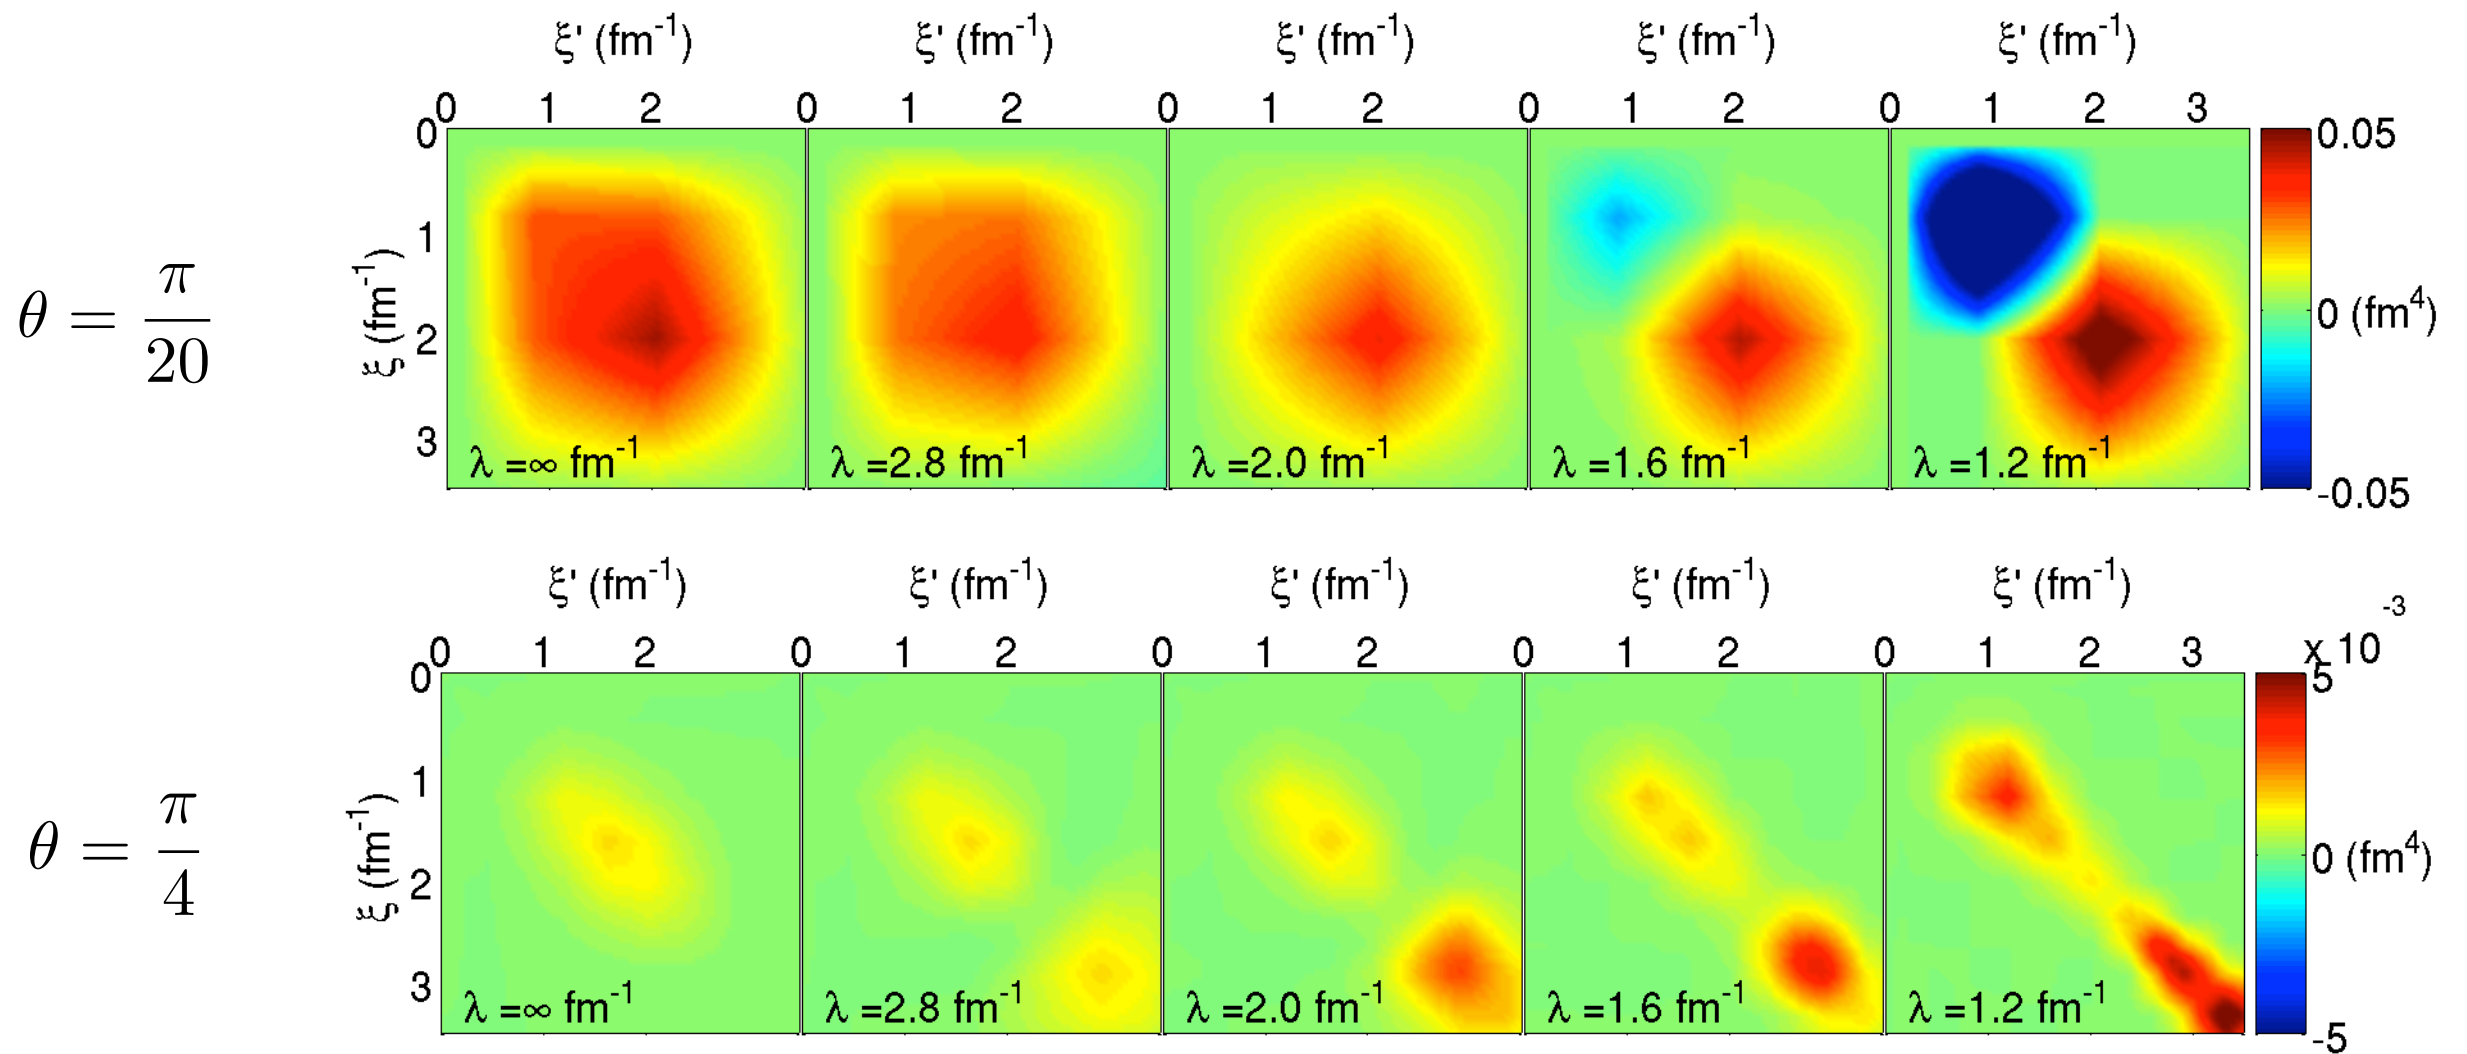 ξ' (fm⁻¹) ξ' (fm⁻¹) ξ' (fm⁻¹) ξ' (fm⁻¹) ξ' (fm⁻¹)
0 1 2 0 1 2 0 1 2 0 1 2 0 1 2 3
0 1 2 3
ξ (fm⁻¹)
θ = π/20
λ =∞ fm⁻¹ λ =2.8 fm⁻¹ λ =2.0 fm⁻¹ λ =1.6 fm⁻¹ λ =1.2 fm⁻¹
0.05
0 (fm⁴)
-0.05
ξ' (fm⁻¹) ξ' (fm⁻¹) ξ' (fm⁻¹) ξ' (fm⁻¹) ξ' (fm⁻¹)
0 1 2 0 1 2 0 1 2 0 1 2 0 1 2 3
0 1 2 3
ξ (fm⁻¹)
θ = π/4
λ =∞ fm⁻¹ λ =2.8 fm⁻¹ λ =2.0 fm⁻¹ λ =1.6 fm⁻¹ λ =1.2 fm⁻¹
x 10⁻³
5
0 (fm⁴)
-5